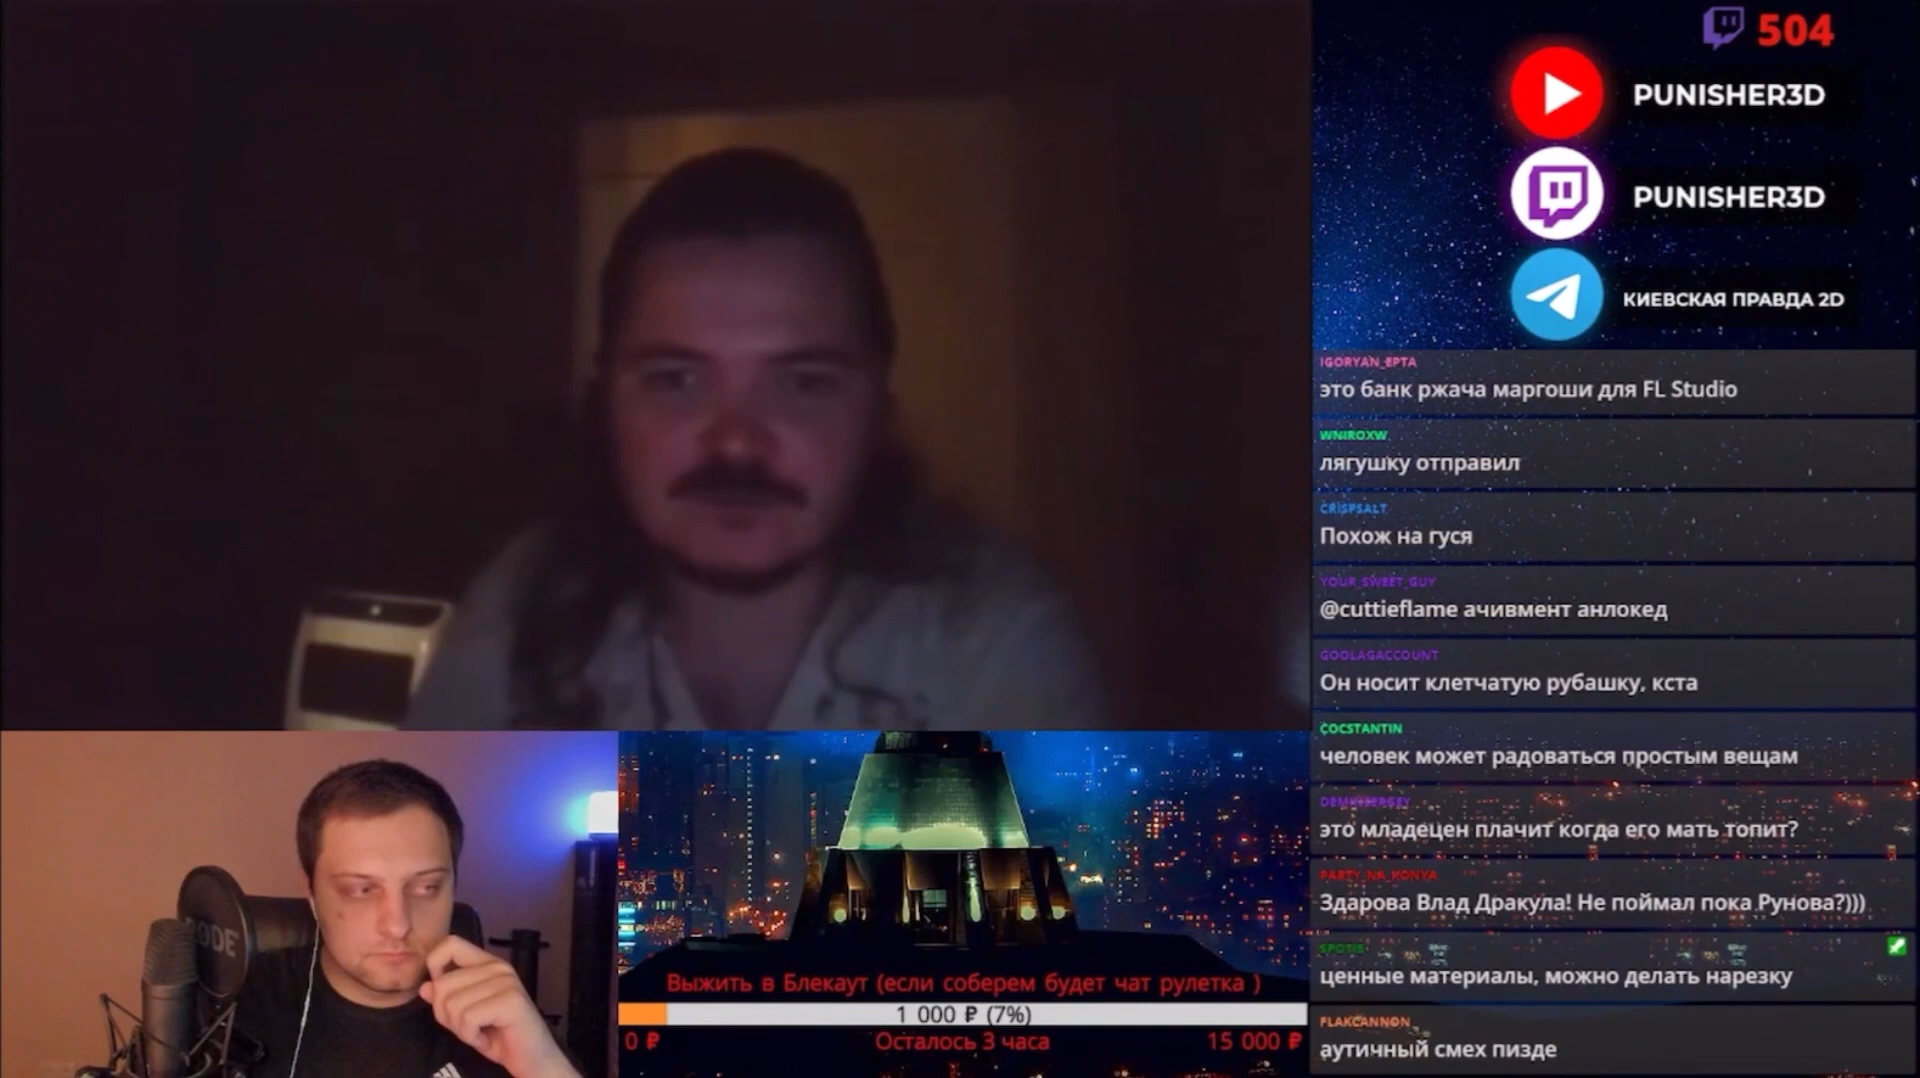 504
PUNISHER3D
PUNISHER3D
КИЕВСКАЯ ПРАВДА 2D
IGORYAN_EPTA
это банк ржача маргоши для FL Studio
WNIROXW
лягушку отправил
CRISPSALT
Похож на гуся
YOUR_SWEET_GUY
@cuttieflame ачивмент анлокед
GOOLAGACCOUNT
Он носит клетчатую рубашку, кста
COCSTANTIN
человек может радоваться простым вещам
это младецен плачит когда его мать топит?
PARTY_NA_KONYA
Здарова Влад Дракула! Не поймал пока Рунова?)))
SPOTIS
ценные материалы, можно делать нарезку
FLAKCANNON
аутичный смех пизде
RODE
Выжить в Блекаут (если соберем будет чат рулетка )
1 000 ₽ (7%)
0 ₽ Осталось 3 часа 15 000 ₽